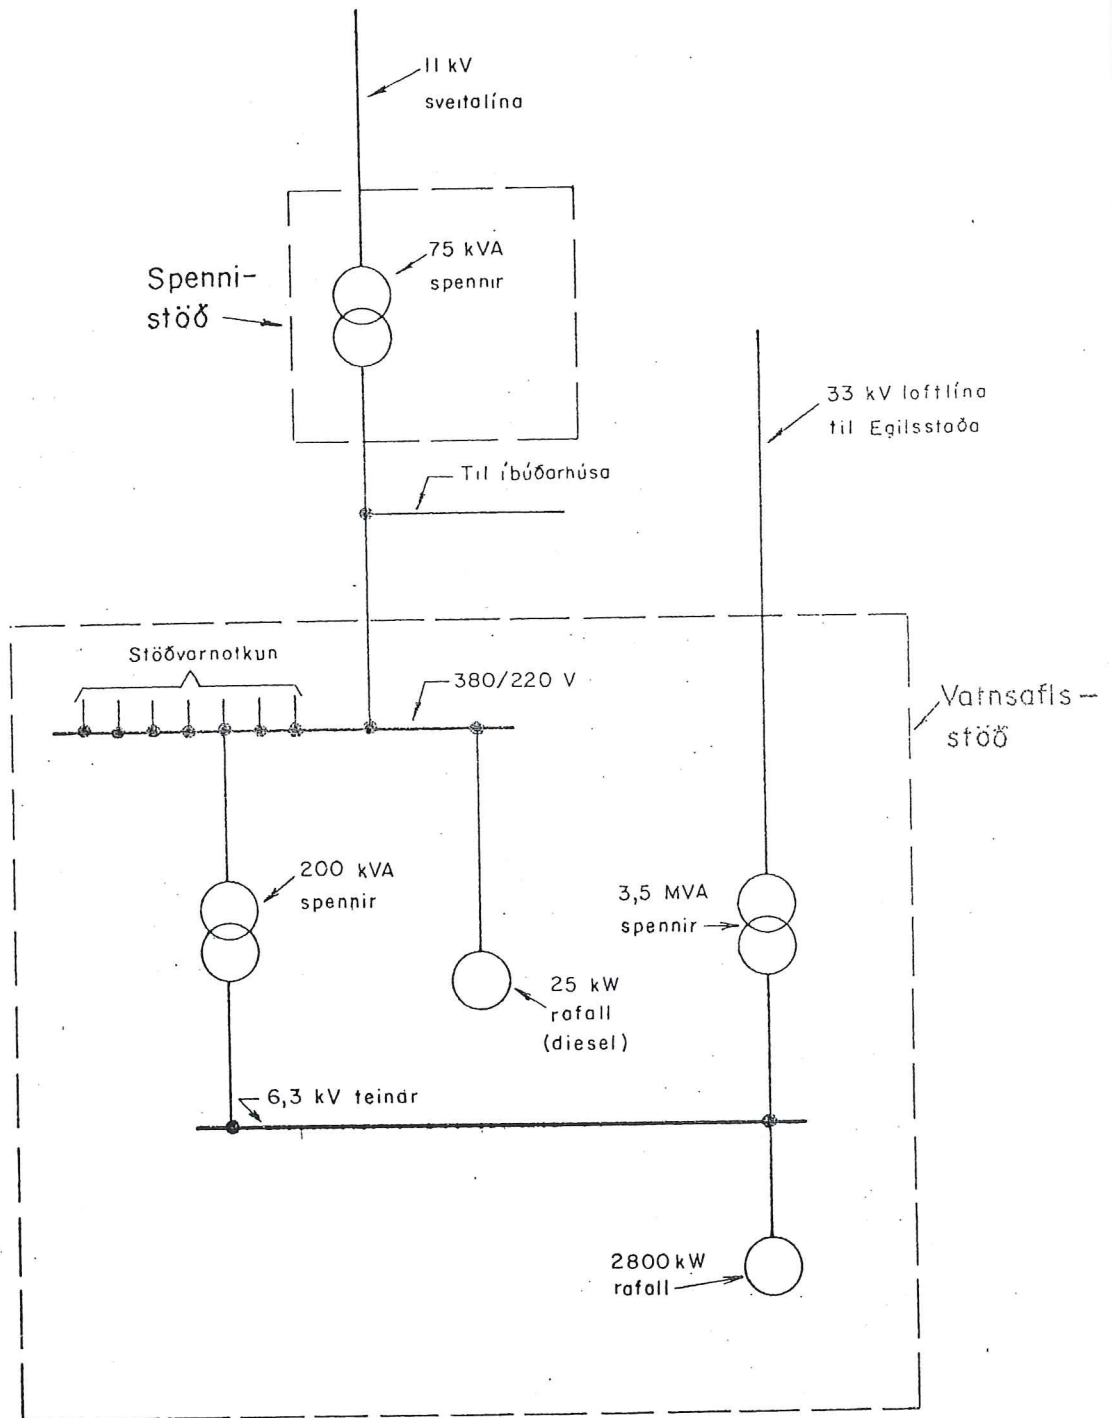 11 kV
sveitalína
75 kVA
spennir
Spenni-
stöð
33 kV loftlína
til Egilsstaða
Til íbúðarhúsa
Stöðvarnotkun
380/220 V
Vatnsafls-
stöð
200 kVA
spennir
3,5 MVA
spennir
25 kW
rafall
(diesel)
6,3 kV teinar
2800 kW
rafall